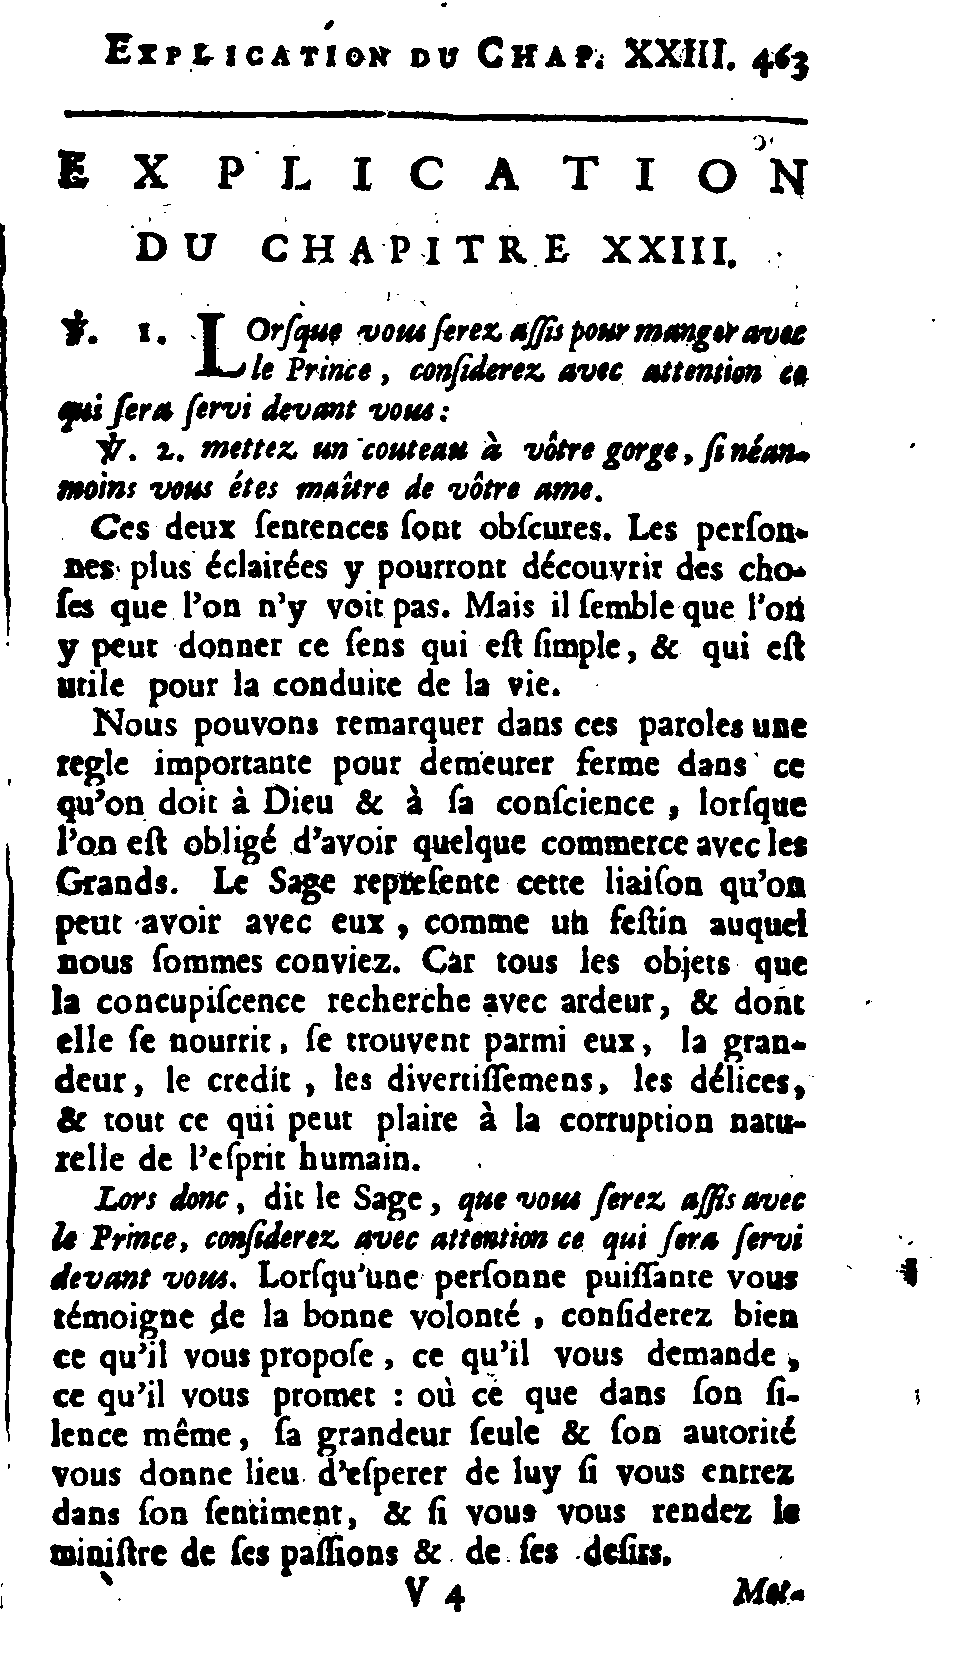 EXPLICATION DU CHAP. XXIII. 463
EXPLICATION
DU CHAPITRE XXIII.
℣. 1. LOrſque vous ſerez aſſis pour manger avec
le Prince, conſiderez avec attention ce
qui ſera ſervi devant vous:
℣. 2. mettez un couteau à vôtre gorge, ſi néan-
moins vous étes maître de vôtre ame.
Ces deux ſentences ſont obſcures. Les perſon-
nes plus éclairées y pourront découvrir des cho-
ſes que l'on n'y voit pas. Mais il ſemble que l'on
y peut donner ce ſens qui eſt ſimple, & qui eſt
utile pour la conduite de la vie.
Nous pouvons remarquer dans ces paroles une
regle importante pour demeurer ferme dans ce
qu'on doit à Dieu & à ſa conſcience, lorſque
l'on eſt obligé d'avoir quelque commerce avec les
Grands. Le Sage repreſente cette liaiſon qu'on
peut avoir avec eux, comme un feſtin auquel
nous ſommes conviez. Car tous les objets que
la concupiſcence recherche avec ardeur, & dont
elle ſe nourrit, ſe trouvent parmi eux, la gran-
deur, le credit, les divertiſſemens, les délices,
& tout ce qui peut plaire à la corruption natu-
relle de l'eſprit humain.
Lors donc, dit le Sage, que vous ſerez aſſis avec
le Prince, conſiderez avec attention ce qui ſera ſervi
devant vous. Lorſqu'une perſonne puiſſante vous
témoigne de la bonne volonté, conſiderez bien
ce qu'il vous propoſe, ce qu'il vous demande,
ce qu'il vous promet : où ce que dans ſon ſi-
lence même, ſa grandeur ſeule & ſon autorité
vous donne lieu d'eſperer de luy ſi vous entrez
dans ſon ſentiment, & ſi vous vous rendez le
miniſtre de ſes paſſions & de ſes deſirs.
V 4 Met-